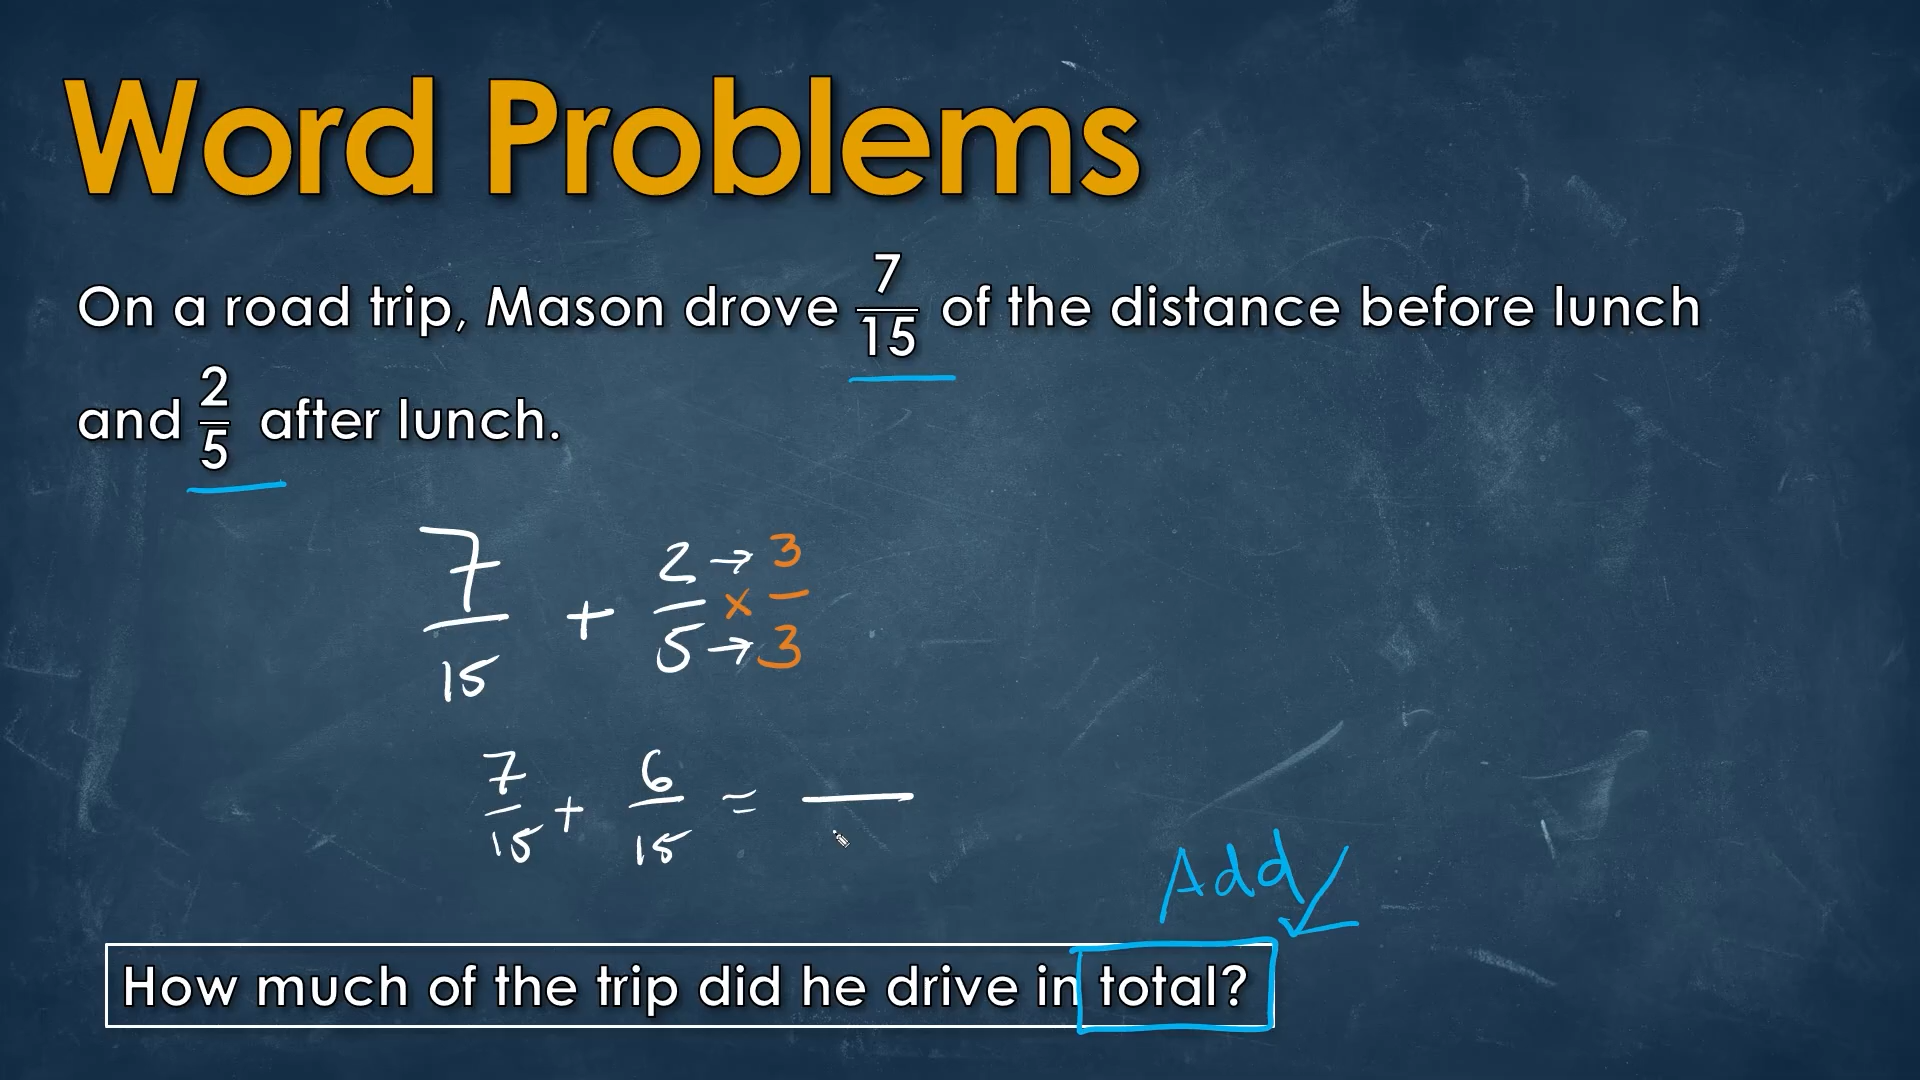 Word Problems
On a road trip, Mason drove 7/15 of the distance before lunch
and 2/5 after lunch.
7/15 + 2/5 × 3/3
7/15 + 6/15 =
Add
How much of the trip did he drive in total?